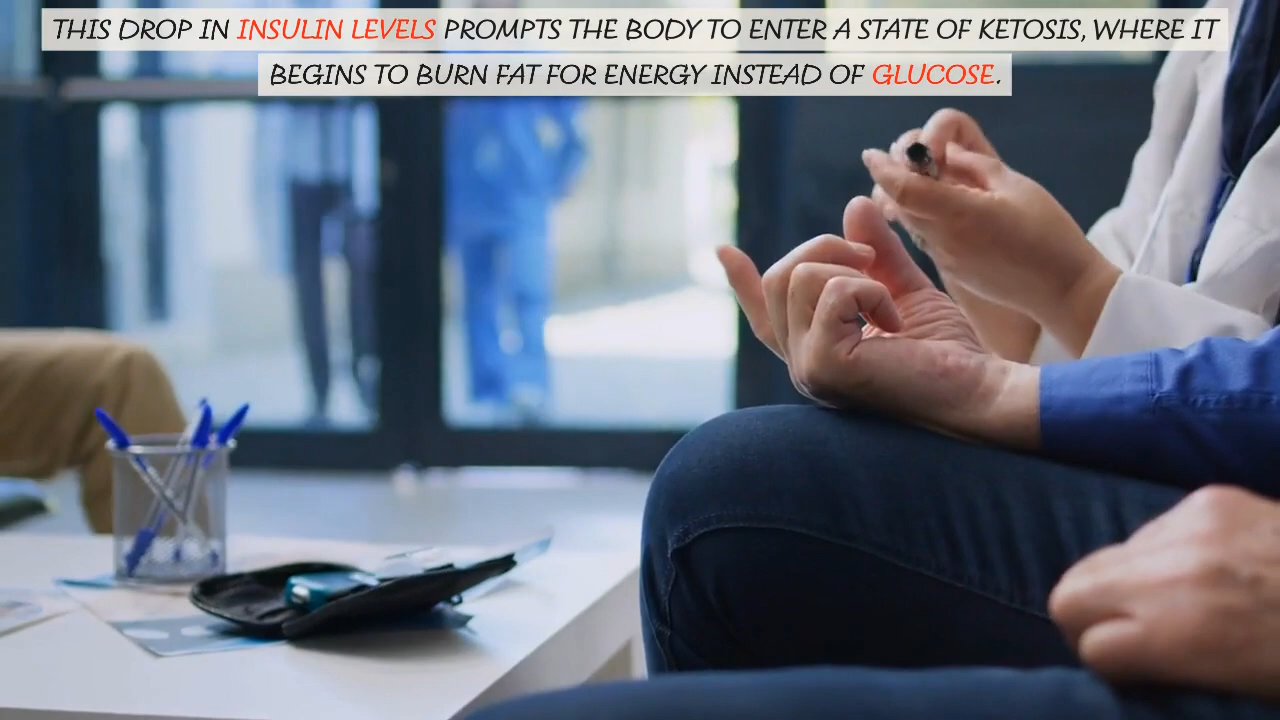 THIS DROP IN INSULIN LEVELS PROMPTS THE BODY TO ENTER A STATE OF KETOSIS, WHERE IT
BEGINS TO BURN FAT FOR ENERGY INSTEAD OF GLUCOSE.